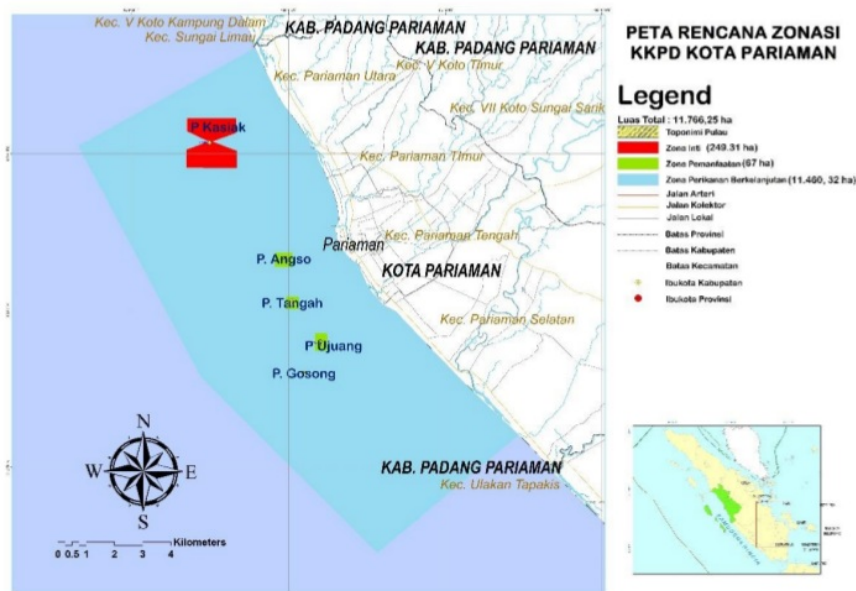 Kec. V Koto Kampung Dalam
Kec. Sungai Limau
KAB. PADANG PARIAMAN
KAB. PADANG PARIAMAN
Kec. V Koto Timur
Kec. Pariaman Utara
Kec. VII Koto Sungai Sarik
P Kasiak
Kec. Pariaman Timur
Pariaman
Kec. Pariaman Tengah
P. Angso
KOTA PARIAMAN
P. Tangah
Kec. Pariaman Selatan
P Ujuang
P. Gosong
KAB. PADANG PARIAMAN
Kec. Ulakan Tapakis
N
W E
S
0 0.5 1 2 3 4 Kilometers
PETA RENCANA ZONASI
KKPD KOTA PARIAMAN
Legend
Luas Total : 11.766,25 ha
Toponimi Pulau
Zona Inti (249.31 ha)
Zona Pemanfaatan (67 ha)
Zona Perikanan Berkelanjutan (11.460, 32 ha)
Jalan Arteri
Jalan Kolektor
Jalan Lokal
Batas Provinsi
Batas Kabupaten
Batas Kecamatan
Ibukota Kabupaten
Ibukota Provinsi